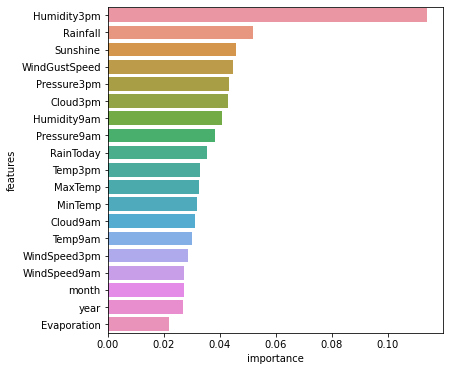 Humidity3pm
Rainfall
Sunshine
WindGustSpeed
Pressure3pm
Cloud3pm
Humidity9am
Pressure9am
RainToday
Temp3pm
MaxTemp
MinTemp
Cloud9am
Temp9am
WindSpeed3pm
WindSpeed9am
month
year
Evaporation
features
0.00 0.02 0.04 0.06 0.08 0.10
importance